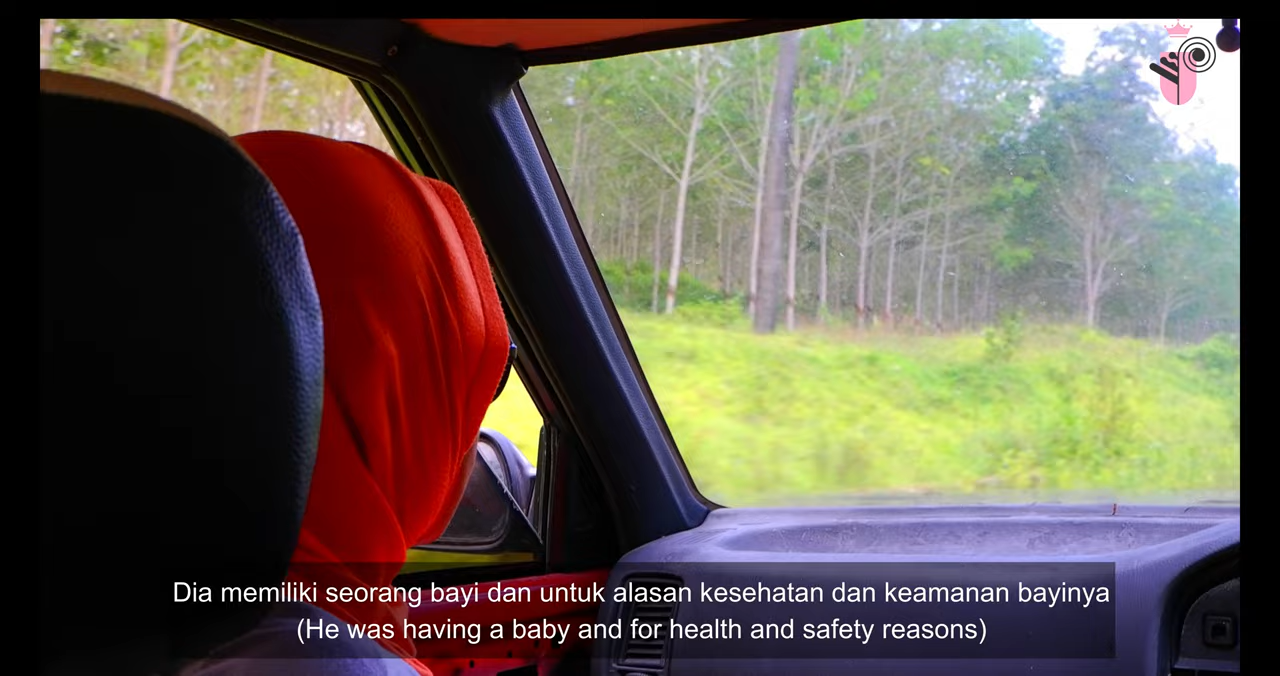 Dia memiliki seorang bayi dan untuk alasan kesehatan dan keamanan bayinya
(He was having a baby and for health and safety reasons)